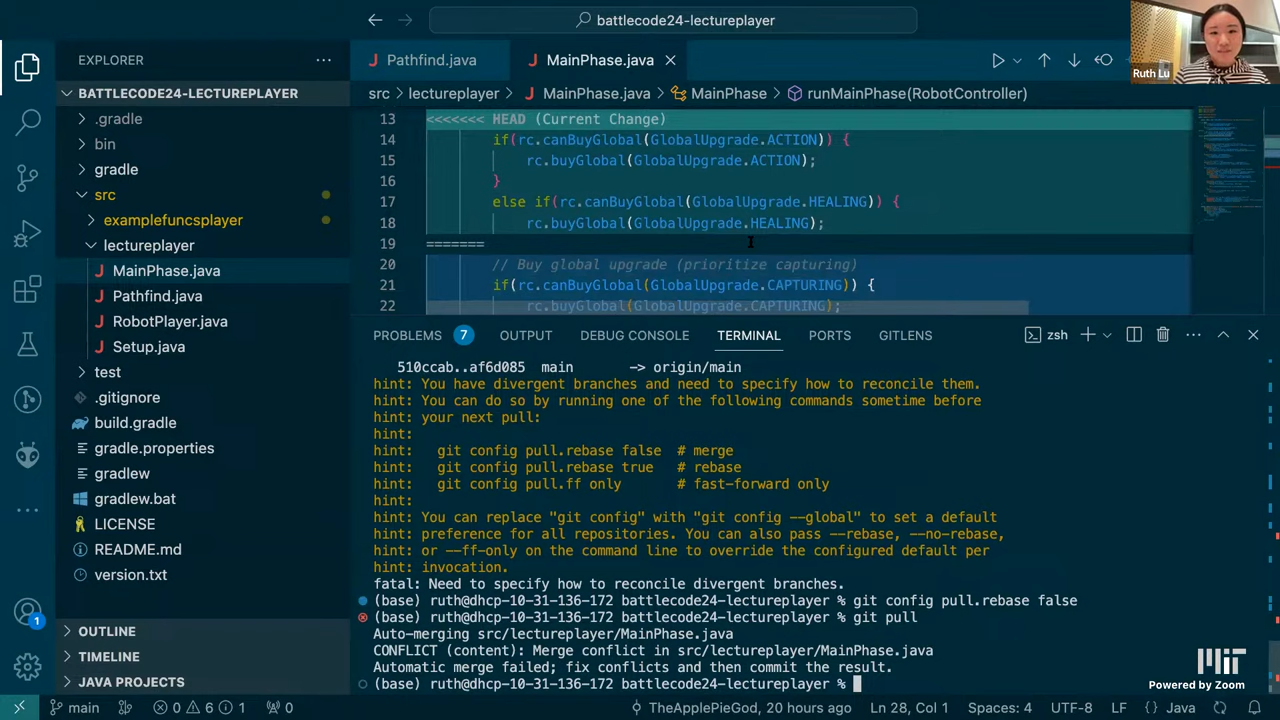 battlecode24-lectureplayer
Ruth Lu
EXPLORER
BATTLECODE24-LECTUREPLAYER
.gradle
bin
gradle
src
examplefuncsplayer
lectureplayer
MainPhase.java
Pathfind.java
RobotPlayer.java
Setup.java
test
.gitignore
build.gradle
gradle.properties
gradlew
gradlew.bat
LICENSE
README.md
version.txt
OUTLINE
TIMELINE
JAVA PROJECTS
1
Pathfind.java
MainPhase.java
src > lectureplayer > MainPhase.java > MainPhase > runMainPhase(RobotController)
13 <<<<<<< HEAD (Current Change)
14 if(rc.canBuyGlobal(GlobalUpgrade.ACTION)) {
15 rc.buyGlobal(GlobalUpgrade.ACTION);
16 }
17 else if(rc.canBuyGlobal(GlobalUpgrade.HEALING)) {
18 rc.buyGlobal(GlobalUpgrade.HEALING);
19 =======
20 // Buy global upgrade (prioritize capturing)
21 if(rc.canBuyGlobal(GlobalUpgrade.CAPTURING)) {
22 rc.buyGlobal(GlobalUpgrade.CAPTURING);
PROBLEMS 7 OUTPUT DEBUG CONSOLE TERMINAL PORTS GITLENS zsh
510ccab..af6d085 main -> origin/main
hint: You have divergent branches and need to specify how to reconcile them.
hint: You can do so by running one of the following commands sometime before
hint: your next pull:
hint:
hint: git config pull.rebase false # merge
hint: git config pull.rebase true # rebase
hint: git config pull.ff only # fast-forward only
hint:
hint: You can replace "git config" with "git config --global" to set a default
hint: preference for all repositories. You can also pass --rebase, --no-rebase,
hint: or --ff-only on the command line to override the configured default per
hint: invocation.
fatal: Need to specify how to reconcile divergent branches.
(base) ruth@dhcp-10-31-136-172 battlecode24-lectureplayer % git config pull.rebase false
(base) ruth@dhcp-10-31-136-172 battlecode24-lectureplayer % git pull
Auto-merging src/lectureplayer/MainPhase.java
CONFLICT (content): Merge conflict in src/lectureplayer/MainPhase.java
Automatic merge failed; fix conflicts and then commit the result.
(base) ruth@dhcp-10-31-136-172 battlecode24-lectureplayer %
MIT
Powered by Zoom
main 0 6 1 0 TheApplePieGod, 20 hours ago Ln 28, Col 1 Spaces: 4 UTF-8 LF {} Java